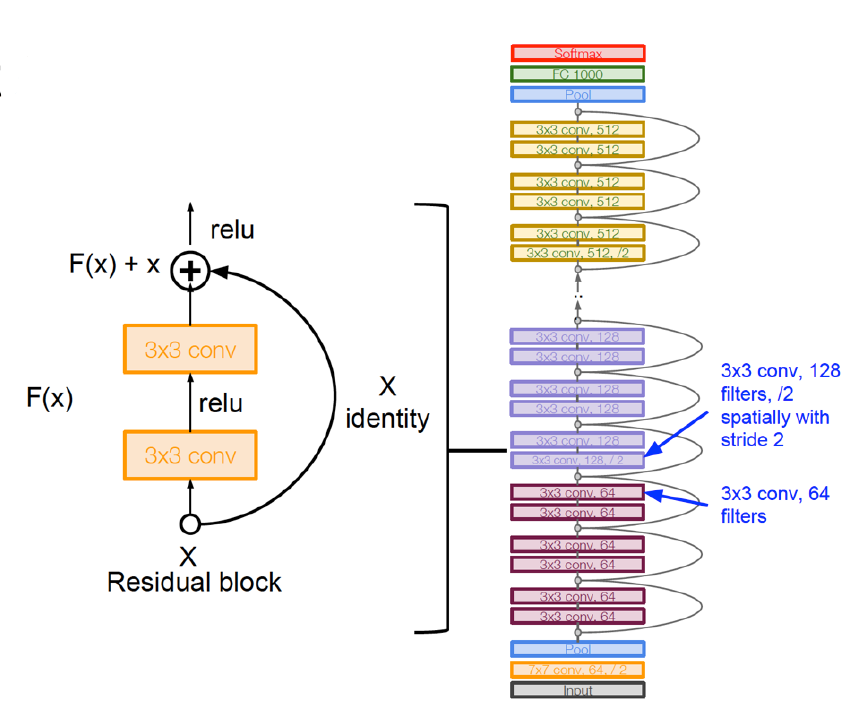 relu
F(x) + x
3x3 conv
F(x)
relu
X
identity
3x3 conv
X
Residual block
Softmax
FC 1000
Pool
3x3 conv, 512
3x3 conv, 512
3x3 conv, 512
3x3 conv, 512
3x3 conv, 512
3x3 conv, 512, /2
..
3x3 conv, 128
3x3 conv, 128
3x3 conv, 128
3x3 conv, 128
3x3 conv, 128
3x3 conv, 128, / 2
3x3 conv, 64
3x3 conv, 64
3x3 conv, 64
3x3 conv, 64
3x3 conv, 64
3x3 conv, 64
Pool
7x7 conv, 64, / 2
Input
3x3 conv, 128
filters, /2
spatially with
stride 2
3x3 conv, 64
filters